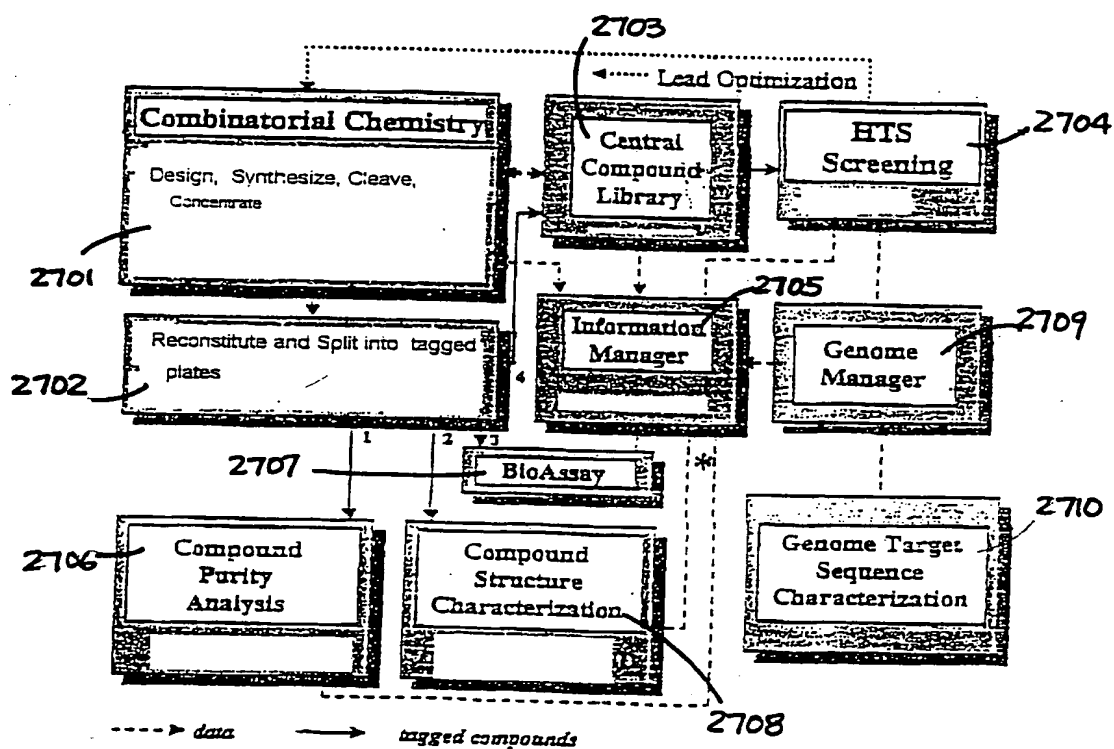 2703
Lead Optimization
Combinatorial Chemistry
Design, Synthesize, Cleave,
Concentrate
2701
Central
Compound
Library
HTS
Screening
2704
Reconstitute and Split into tagged
plates
2702
4
Information
Manager
2705
Genome
Manager
2709
1
2
3
2707
BioAssay
*
2706
Compound
Purity
Analysis
Compound
Structure
Characterization
2708
Genome Target
Sequence
Characterization
2710
data
tagged compounds